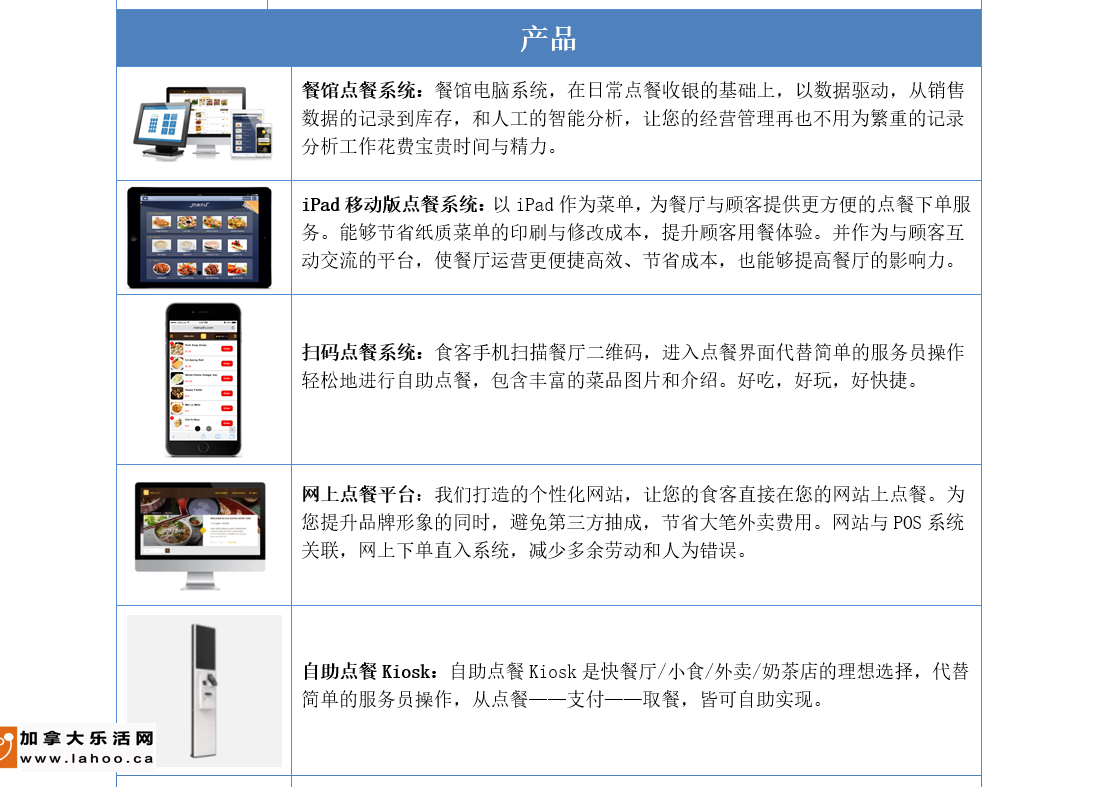 产品
餐馆点餐系统：餐馆电脑系统，在日常点餐收银的基础上，以数据驱动，从销售
数据的记录到库存，和人工的智能分析，让您的经营管理再也不用为繁重的记录
分析工作花费宝贵时间与精力。
menu
iPad 移动版点餐系统：以 iPad 作为菜单，为餐厅与顾客提供更方便的点餐下单服
务。能够节省纸质菜单的印刷与修改成本，提升顾客用餐体验。并作为与顾客互
动交流的平台，使餐厅运营更便捷高效、节省成本，也能够提高餐厅的影响力。
扫码点餐系统：食客手机扫描餐厅二维码，进入点餐界面代替简单的服务员操作
轻松地进行自助点餐，包含丰富的菜品图片和介绍。好吃，好玩，好快捷。
网上点餐平台：我们打造的个性化网站，让您的食客直接在您的网站上点餐。为
您提升品牌形象的同时，避免第三方抽成，节省大笔外卖费用。网站与 POS 系统
关联，网上下单直入系统，减少多余劳动和人为错误。
自助点餐 Kiosk：自助点餐 Kiosk 是快餐厅/小食/外卖/奶茶店的理想选择，代替
简单的服务员操作，从点餐——支付——取餐，皆可自助实现。
加拿大乐活网
www.lahoo.ca